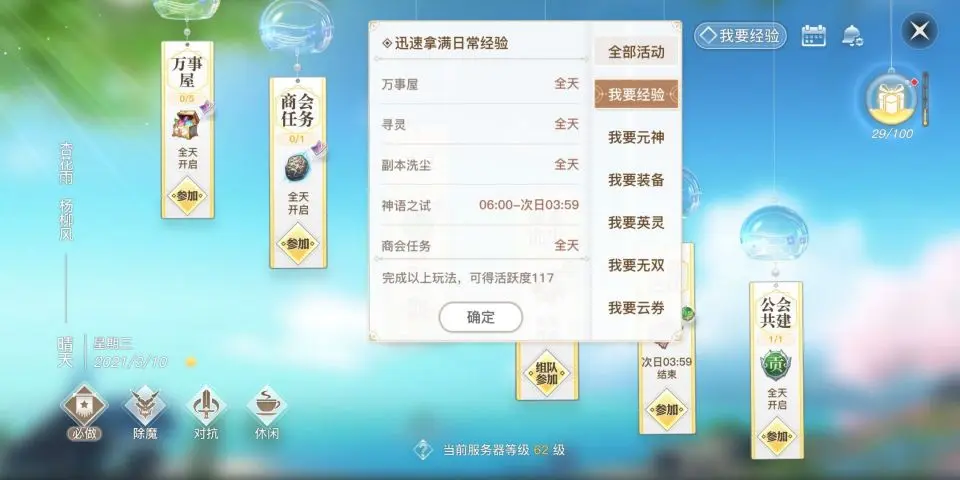 万事
屋
0/5
全天
开启
参加
商会
任务
0/1
全天
开启
参加
杏花雨 杨柳风
晴天
星期三
2021/3/10
必做
除魔
对抗
休闲
迅速拿满日常经验
万事屋 全天
寻灵 全天
副本洗尘 全天
神语之试 06:00-次日03:59
商会任务 全天
完成以上玩法，可得活跃度117
确定
全部活动
我要经验
我要元神
我要装备
我要英灵
我要无双
我要云券
我要经验
29/100
组队
参加
次日03:59
结束
参加
公会
共建
1/1
贡
全天
开启
参加
当前服务器等级 62 级